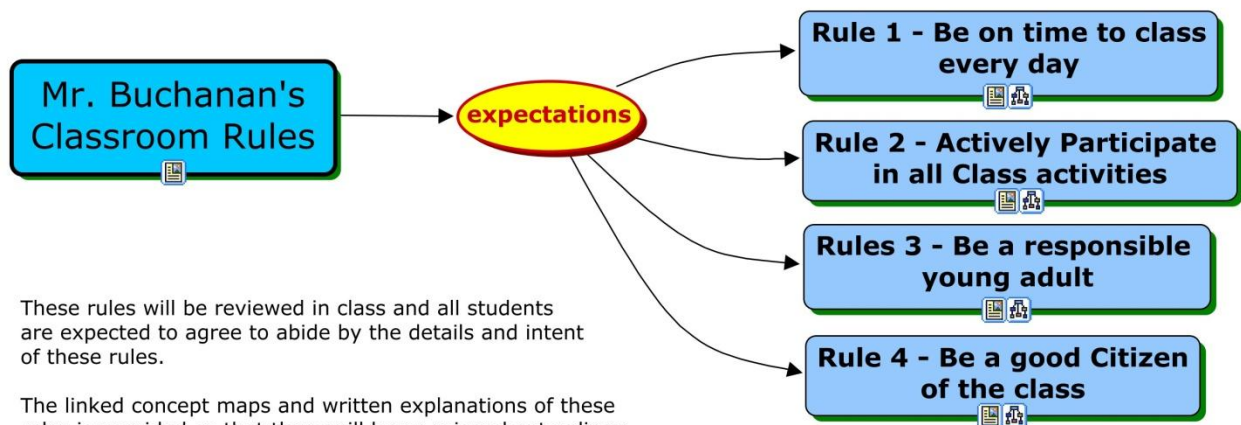 Mr. Buchanan's
Classroom Rules
expectations
Rule 1 - Be on time to class
every day
Rule 2 - Actively Participate
in all Class activities
Rules 3 - Be a responsible
young adult
Rule 4 - Be a good Citizen
of the class
These rules will be reviewed in class and all students
are expected to agree to abide by the details and intent
of these rules.
The linked concept maps and written explanations of these